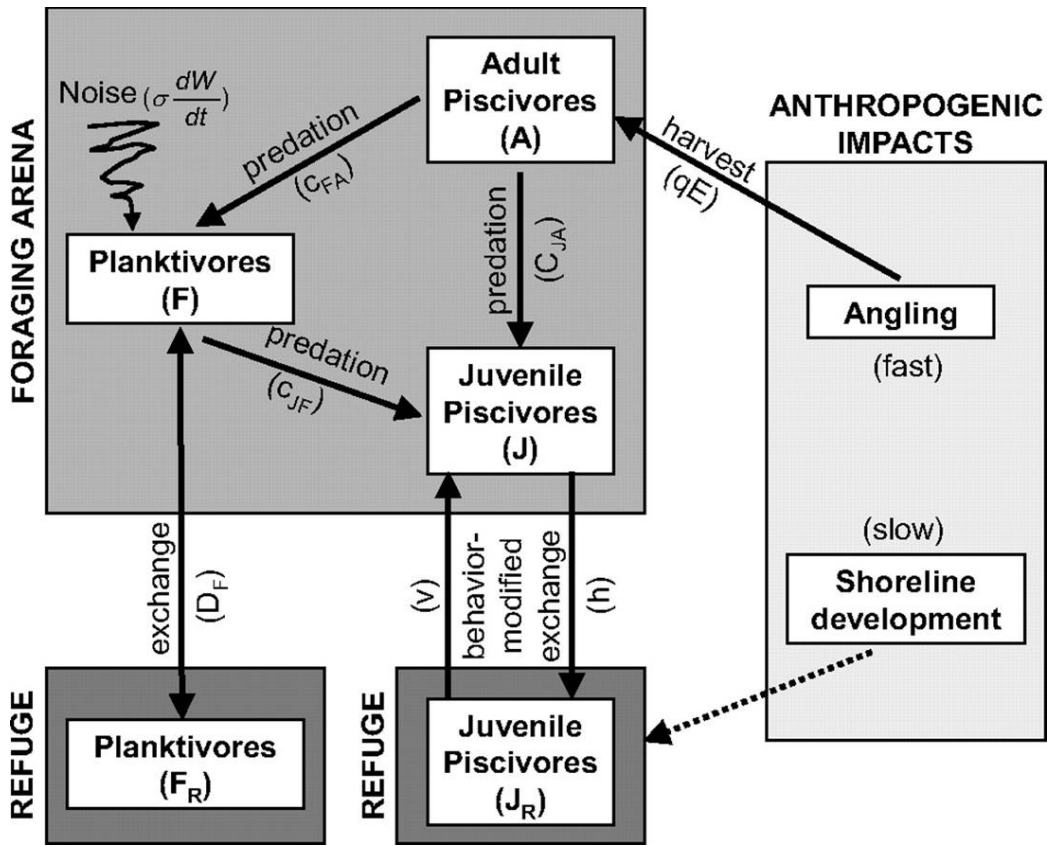 FORAGING ARENA
Noise (σ dW/dt)
Adult
Piscivores
(A)
predation
(c_FA)
predation
(C_JA)
Planktivores
(F)
predation
(c_JF)
Juvenile
Piscivores
(J)
harvest
(qE)
ANTHROPOGENIC
IMPACTS
Angling
(fast)
(slow)
Shoreline
development
exchange
(D_F)
(v)
behavior-
modified
exchange
(h)
REFUGE
Planktivores
(F_R)
REFUGE
Juvenile
Piscivores
(J_R)